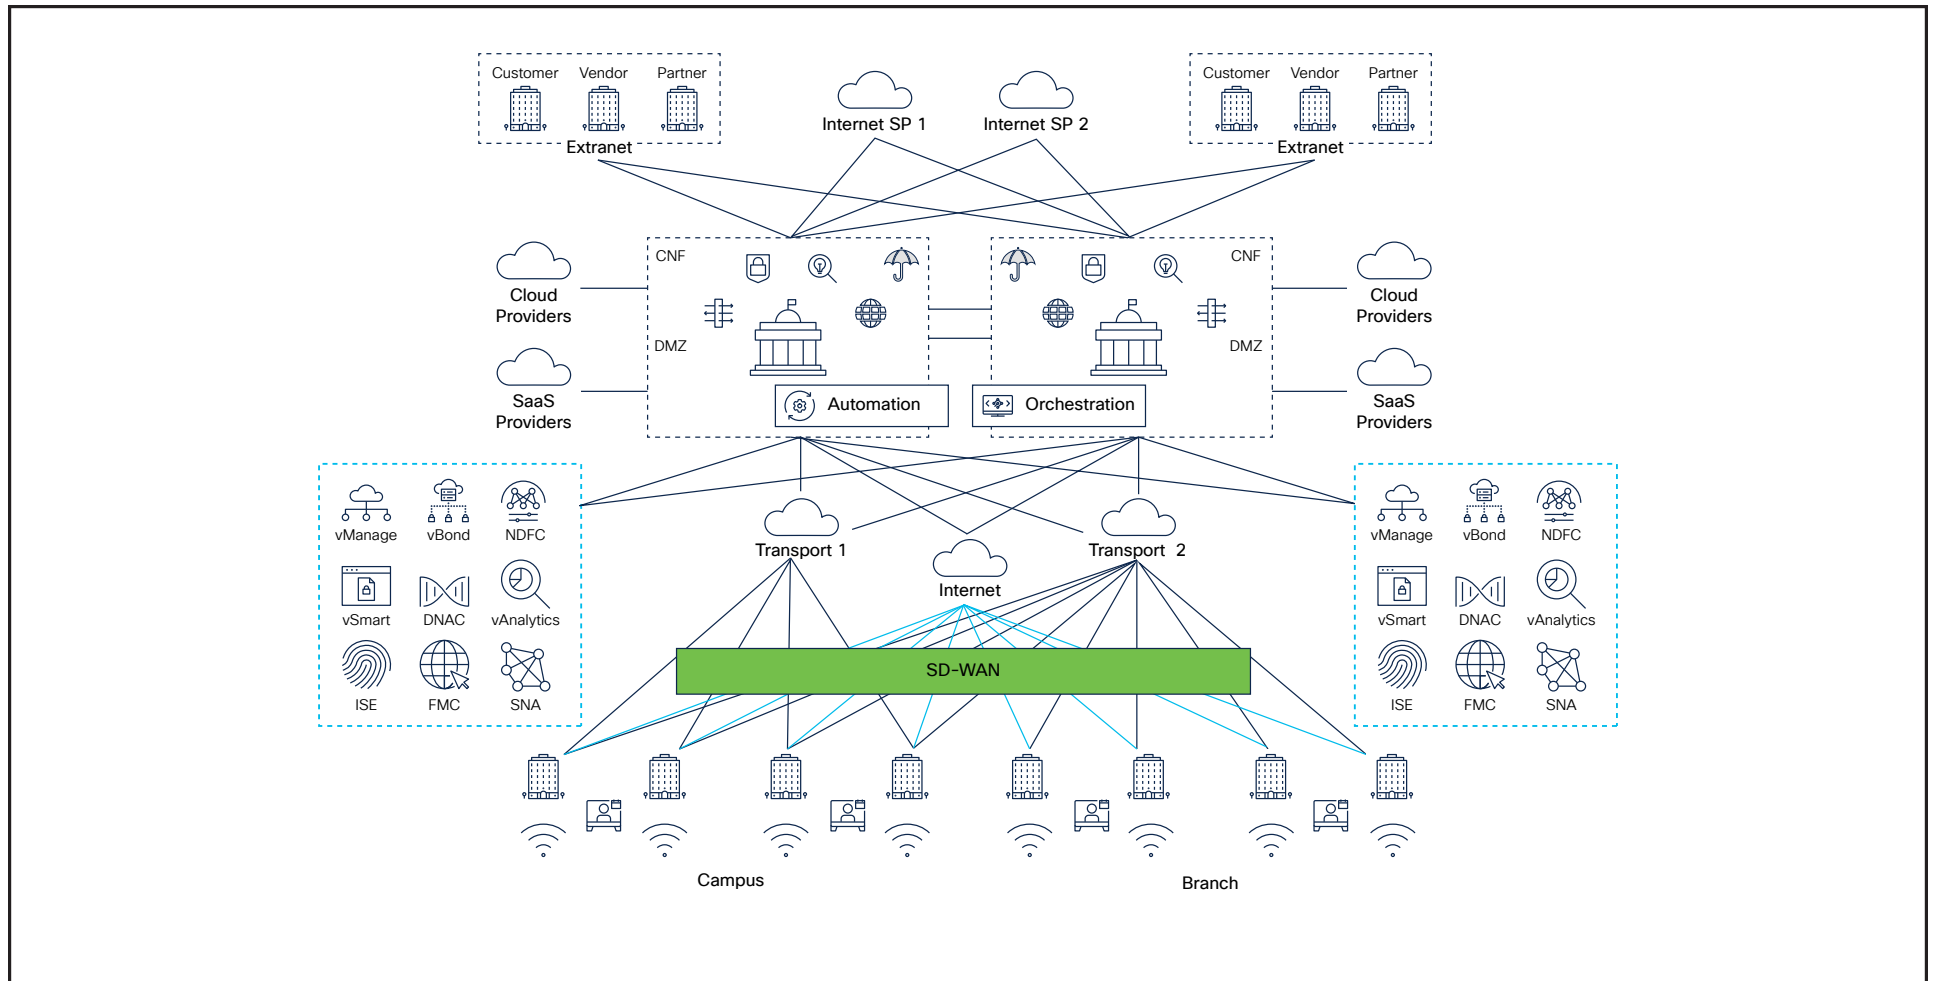 Customer Vendor Partner
Extranet
Internet SP 1
Internet SP 2
Customer Vendor Partner
Extranet
Cloud
Providers
SaaS
Providers
CNF
DMZ
Automation
CNF
DMZ
Orchestration
Cloud
Providers
SaaS
Providers
vManage vBond NDFC
vSmart DNAC vAnalytics
ISE FMC SNA
Transport 1
Internet
Transport 2
vManage vBond NDFC
vSmart DNAC vAnalytics
ISE FMC SNA
SD-WAN
Campus
Branch